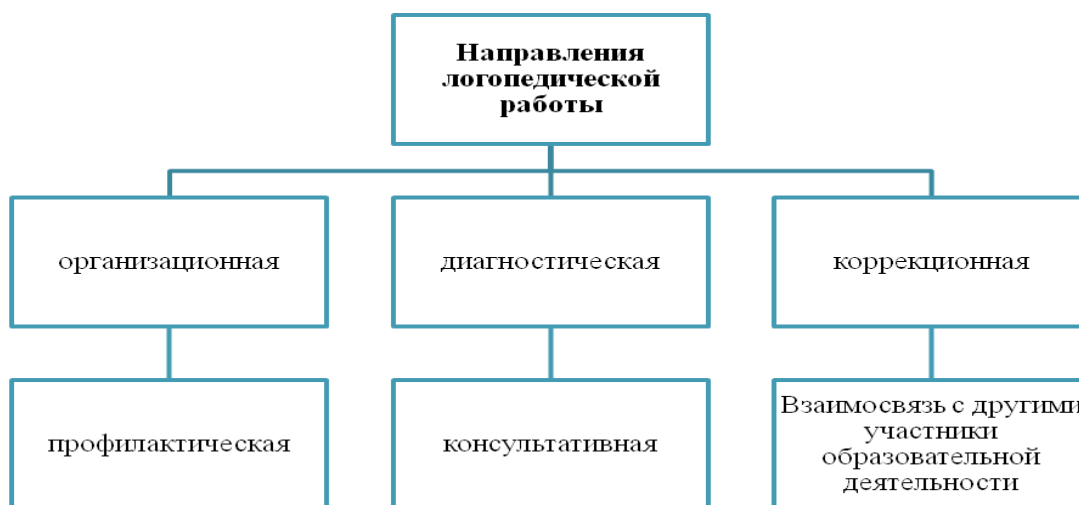 Направления
логопедической
работы
организационная
диагностическая
коррекционная
профилактическая
консультативная
Взаимосвязь с другими
участники
образовательной
деятельности